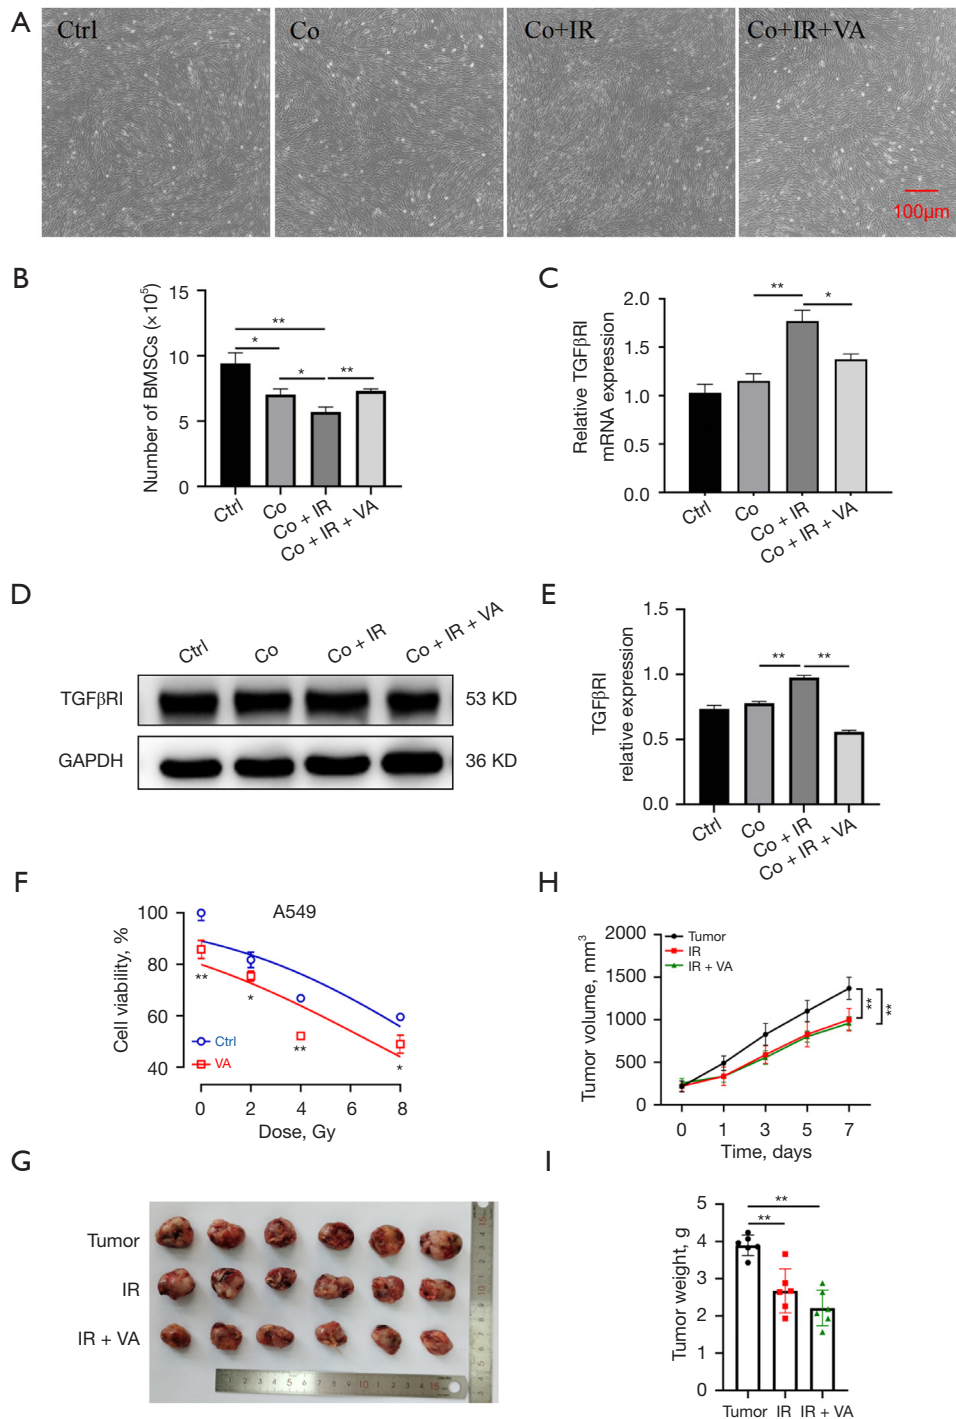 A
Ctrl
Co
Co+IR
Co+IR+VA
100µm
B
Number of BMSCs (×10⁵)
15
10
5
0
**
*
*
**
Ctrl
Co
Co + IR
Co + IR + VA
C
Relative TGFβRI
mRNA expression
2.0
1.5
1.0
0.5
0.0
**
*
Ctrl
Co
Co + IR
Co + IR + VA
D
Ctrl
Co
Co + IR
Co + IR + VA
TGFβRI
53 KD
GAPDH
36 KD
E
TGFβRI
relative expression
1.5
1.0
0.5
0.0
**
**
Ctrl
Co
Co + IR
Co + IR + VA
F
A549
Cell viability, %
100
80
60
40
**
*
**
*
Ctrl
VA
0
2
4
6
8
Dose, Gy
H
Tumor volume, mm³
2000
1500
1000
500
0
Tumor
IR
IR + VA
**
**
0
1
3
5
7
Time, days
G
Tumor
IR
IR + VA
I
Tumor weight, g
5
4
3
2
1
0
**
**
Tumor
IR
IR + VA